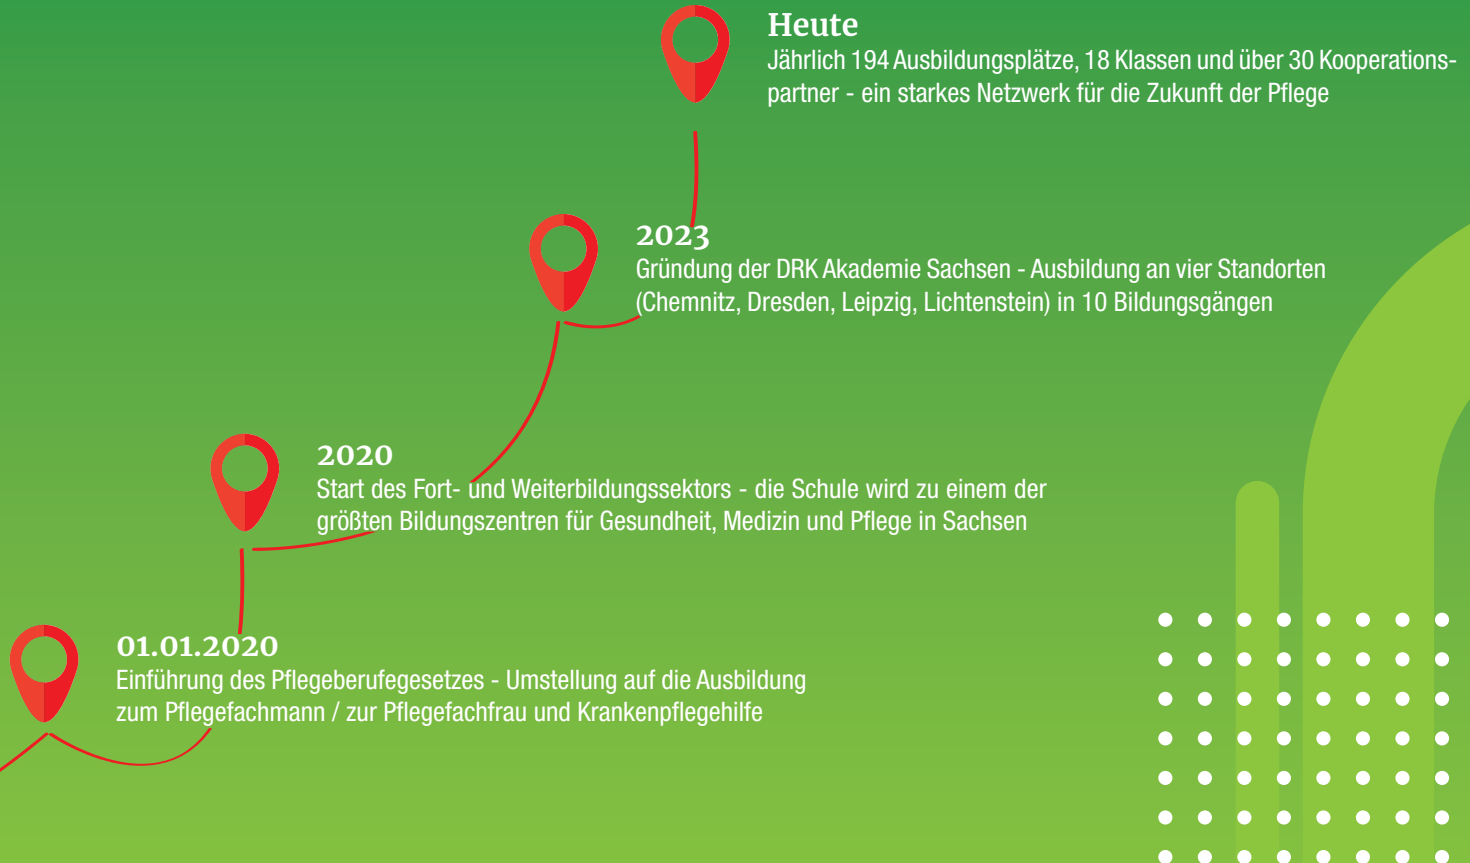 Heute
Jährlich 194 Ausbildungsplätze, 18 Klassen und über 30 Kooperations-
partner - ein starkes Netzwerk für die Zukunft der Pflege
2023
Gründung der DRK Akademie Sachsen - Ausbildung an vier Standorten
(Chemnitz, Dresden, Leipzig, Lichtenstein) in 10 Bildungsgängen
2020
Start des Fort- und Weiterbildungssektors - die Schule wird zu einem der
größten Bildungszentren für Gesundheit, Medizin und Pflege in Sachsen
01.01.2020
Einführung des Pflegeberufegesetzes - Umstellung auf die Ausbildung
zum Pflegefachmann / zur Pflegefachfrau und Krankenpflegehilfe